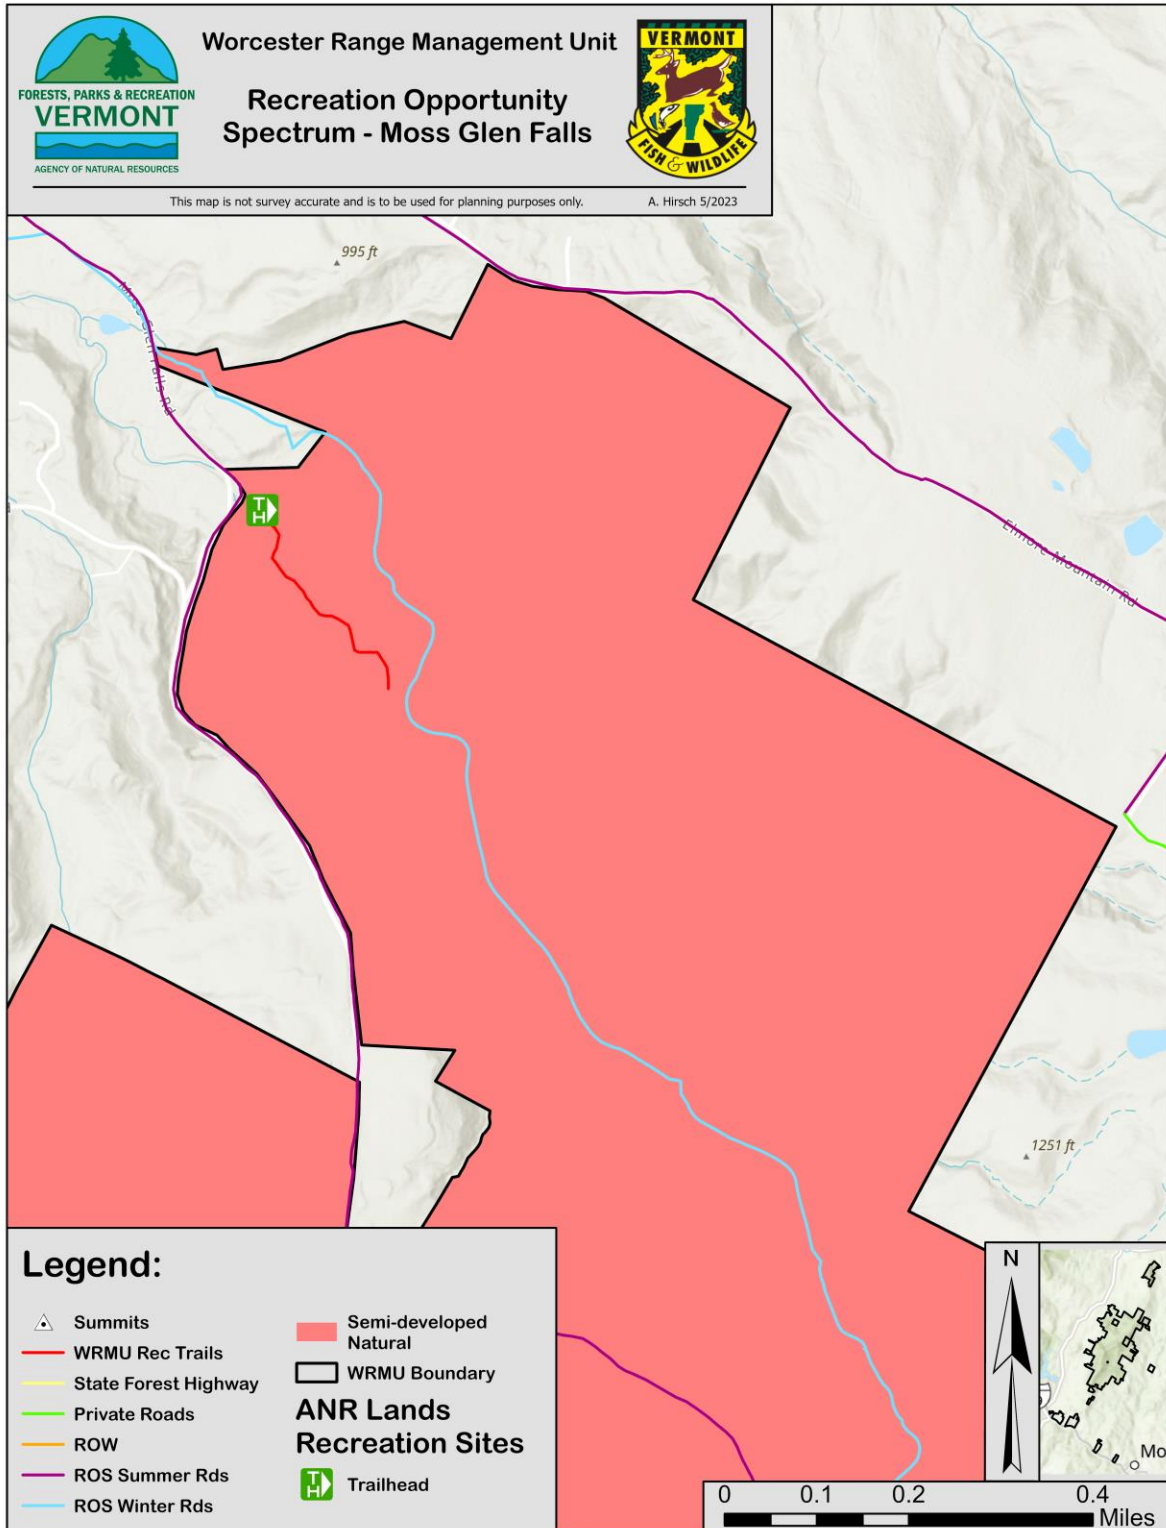 FORESTS, PARKS & RECREATION
VERMONT
AGENCY OF NATURAL RESOURCES
Worcester Range Management Unit
Recreation Opportunity
Spectrum - Moss Glen Falls
VERMONT
FISH & WILDLIFE
This map is not survey accurate and is to be used for planning purposes only.
A. Hirsch 5/2023
995 ft
Moss Glen Falls Rd
TH
Elmore Mountain Rd
1251 ft
Legend:
Summits
WRMU Rec Trails
State Forest Highway
Private Roads
ROW
ROS Summer Rds
ROS Winter Rds
Semi-developed
Natural
WRMU Boundary
ANR Lands
Recreation Sites
TH Trailhead
N
Mo
0 0.1 0.2 0.4
Miles